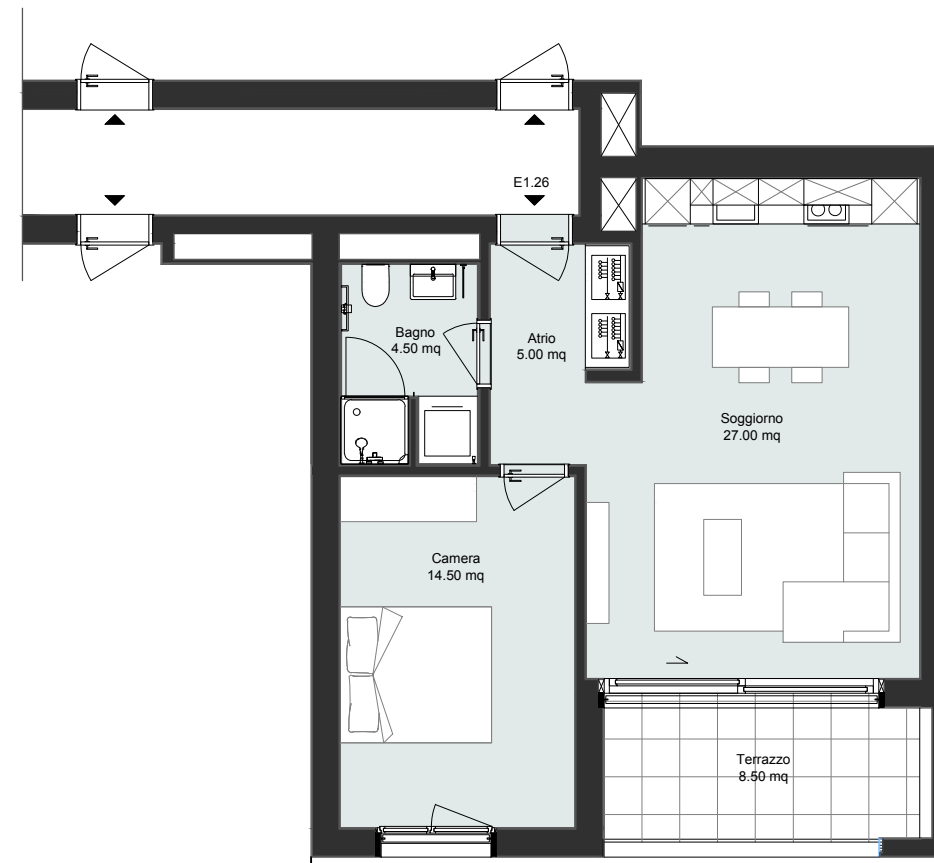 E1.26
Bagno
4.50 mq
Atrio
5.00 mq
Soggiorno
27.00 mq
Camera
14.50 mq
Terrazzo
8.50 mq